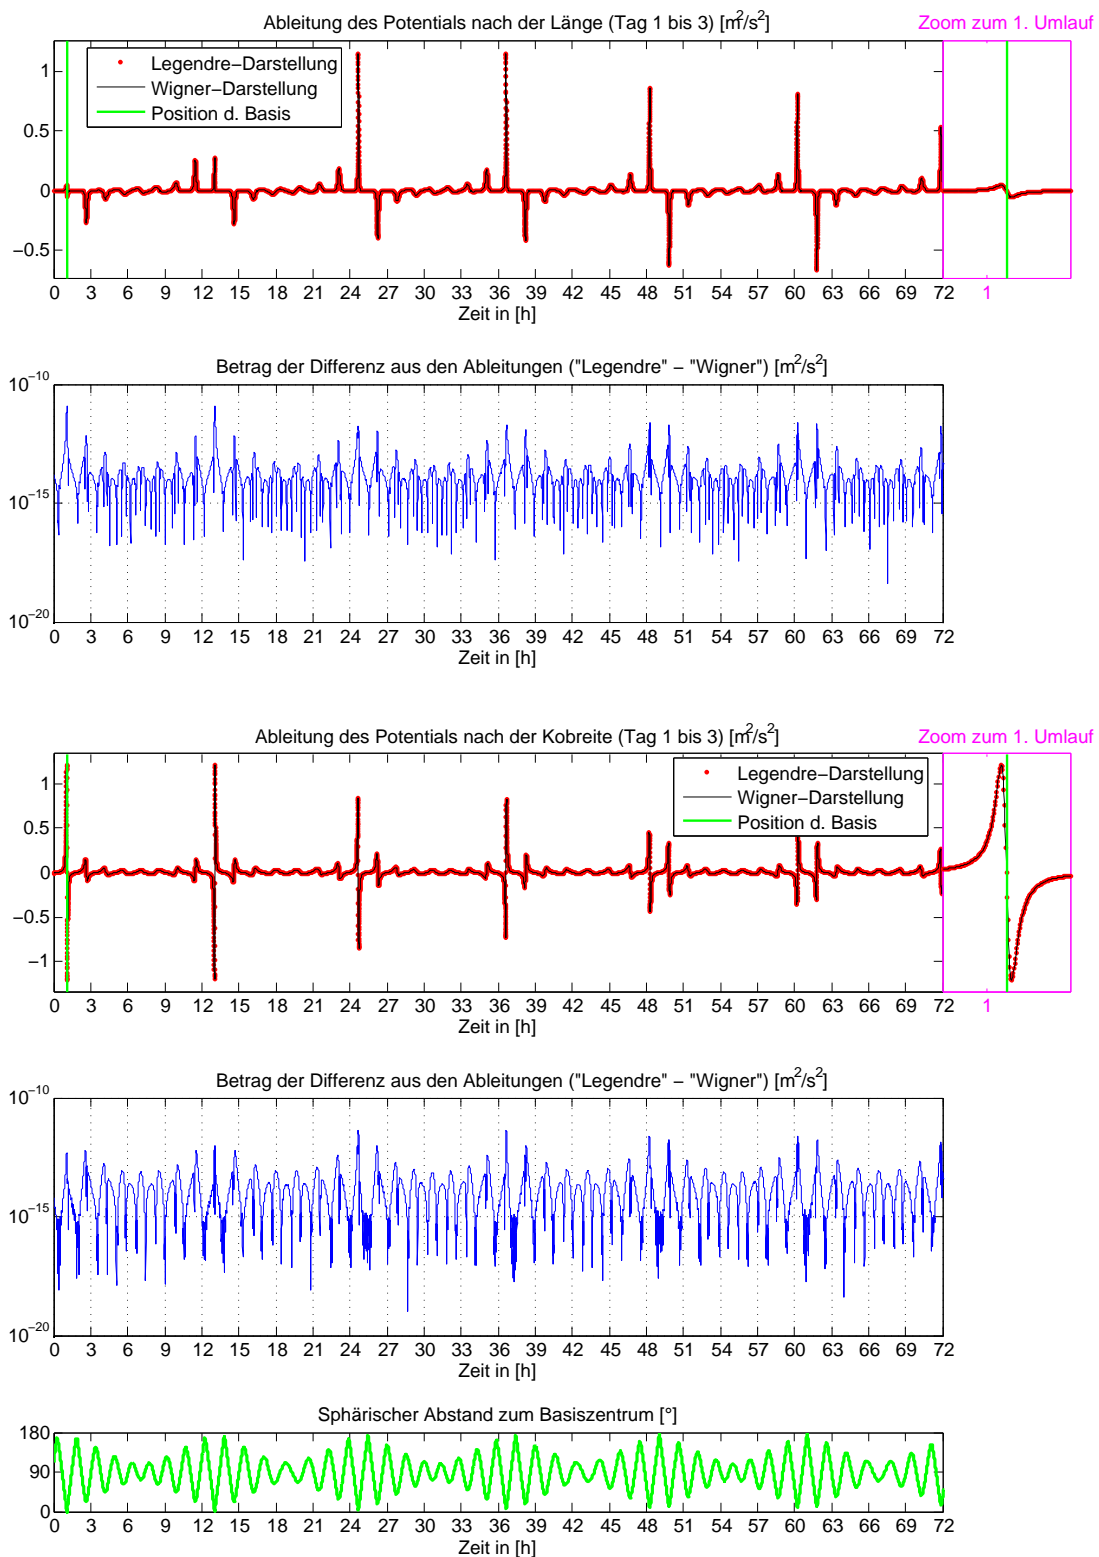 Ableitung des Potentials nach der Länge (Tag 1 bis 3) [m²/s²]
Zoom zum 1. Umlauf
Legendre−Darstellung
Wigner−Darstellung
Position d. Basis
1
0.5
0
−0.5
0 3 6 9 12 15 18 21 24 27 30 33 36 39 42 45 48 51 54 57 60 63 66 69 72
1
Zeit in [h]
Betrag der Differenz aus den Ableitungen ("Legendre" − "Wigner") [m²/s²]
10⁻¹⁰
10⁻¹⁵
10⁻²⁰
0 3 6 9 12 15 18 21 24 27 30 33 36 39 42 45 48 51 54 57 60 63 66 69 72
Zeit in [h]
Ableitung des Potentials nach der Kobreite (Tag 1 bis 3) [m²/s²]
Zoom zum 1. Umlauf
Legendre−Darstellung
Wigner−Darstellung
Position d. Basis
1
0.5
0
−0.5
−1
0 3 6 9 12 15 18 21 24 27 30 33 36 39 42 45 48 51 54 57 60 63 66 69 72
1
Zeit in [h]
Betrag der Differenz aus den Ableitungen ("Legendre" − "Wigner") [m²/s²]
10⁻¹⁰
10⁻¹⁵
10⁻²⁰
0 3 6 9 12 15 18 21 24 27 30 33 36 39 42 45 48 51 54 57 60 63 66 69 72
Zeit in [h]
Sphärischer Abstand zum Basiszentrum [°]
180
90
0
0 3 6 9 12 15 18 21 24 27 30 33 36 39 42 45 48 51 54 57 60 63 66 69 72
Zeit in [h]